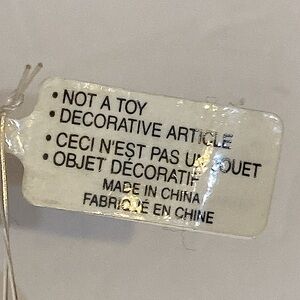 • NOT A TOY
• DECORATIVE ARTICLE
• CECI N'EST PAS UN JOUET
• OBJET DÉCORATIF
MADE IN CHINA
FABRIQUÉ EN CHINE